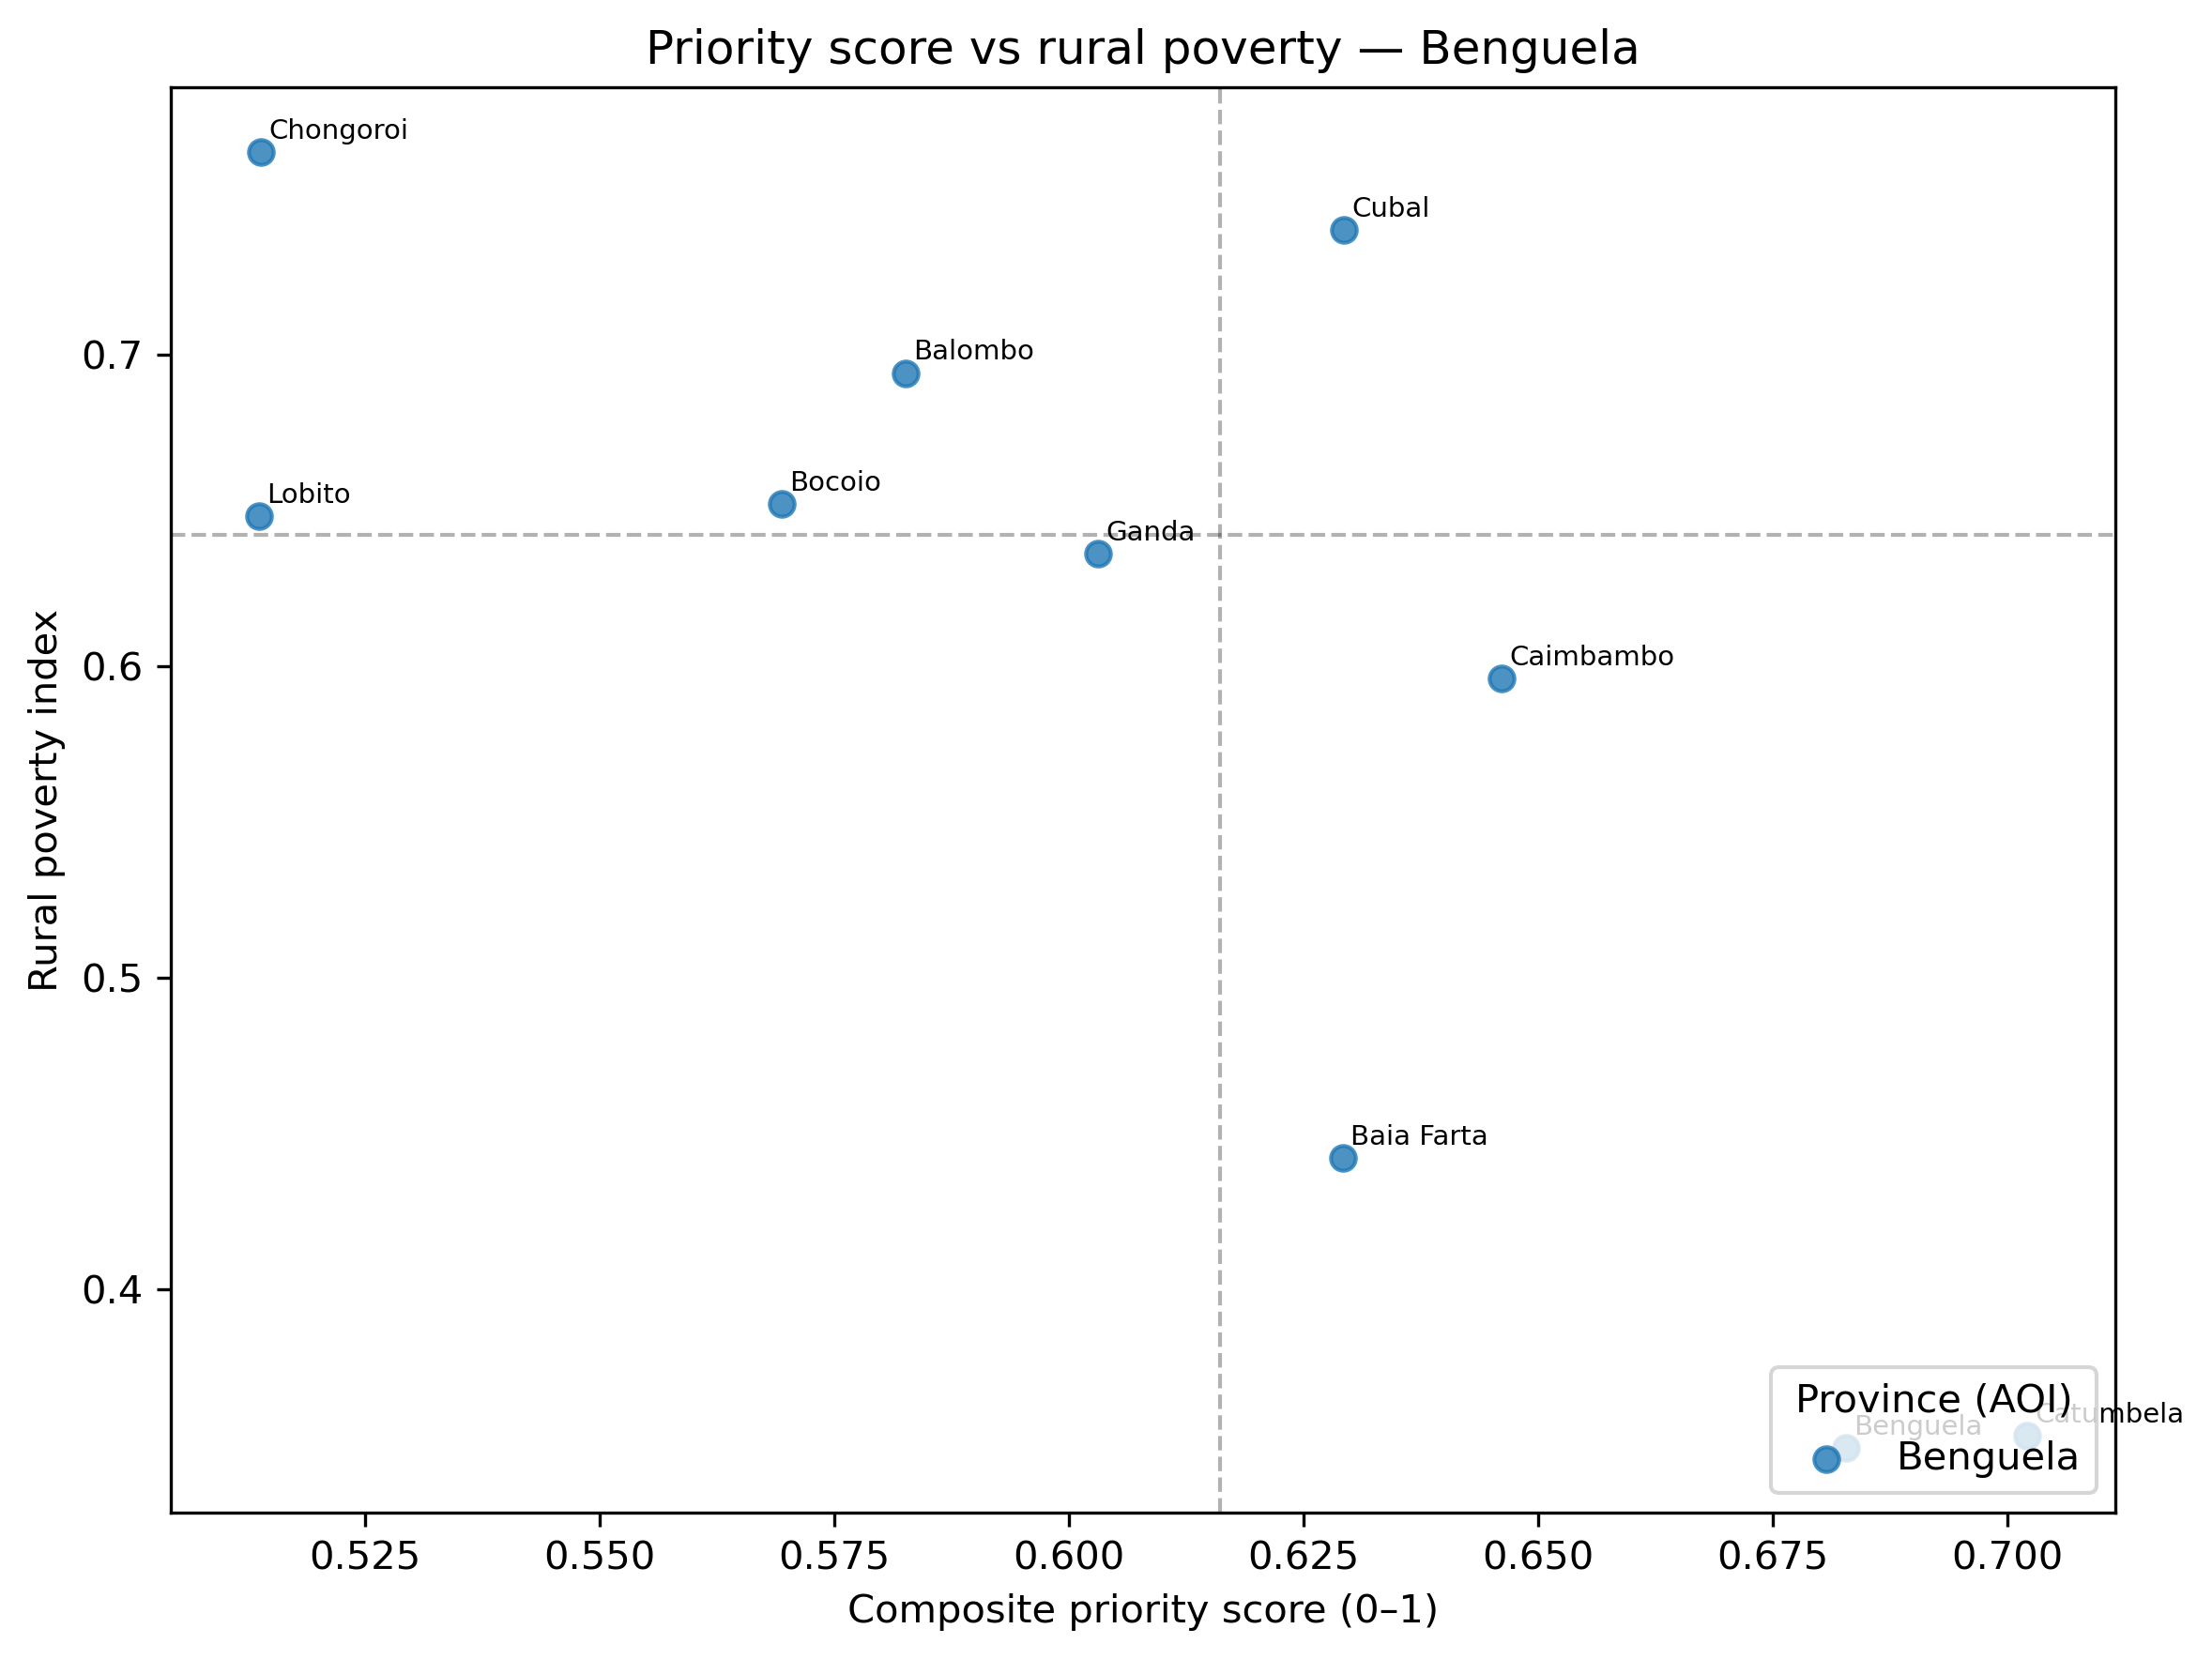 Priority score vs rural poverty — Benguela
Chongoroi
Cubal
0.7
Balombo
Bocoio
Lobito
Ganda
0.6
Caimbambo
Rural poverty index
0.5
Baia Farta
0.4
Province (AOI)
Catumbela
Benguela
Benguela
0.525
0.550
0.575
0.600
0.625
0.650
0.675
0.700
Composite priority score (0–1)